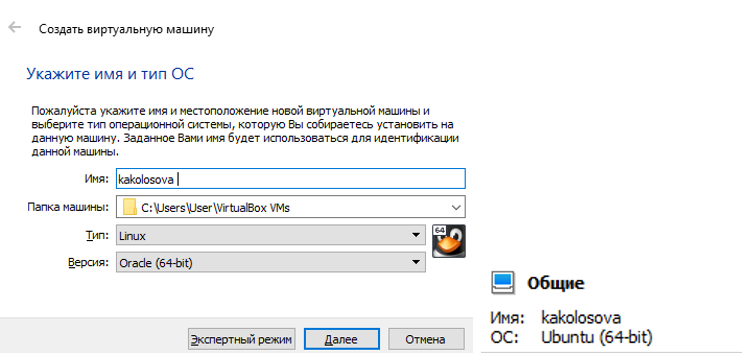 Создать виртуальную машину
Укажите имя и тип ОС
Пожалуйста укажите имя и местоположение новой виртуальной машины и
выберите тип операционной системы, которую Вы собираетесь установить на
данную машину. Заданное Вами имя будет использоваться для идентификации
данной машины.
Имя: kakolosova
Папка машины: C:\Users\User\VirtualBox VMs
Тип: Linux
64
Версия: Oracle (64-bit)
Экспертный режим Далее Отмена
Общие
Имя: kakolosova
ОС: Ubuntu (64-bit)